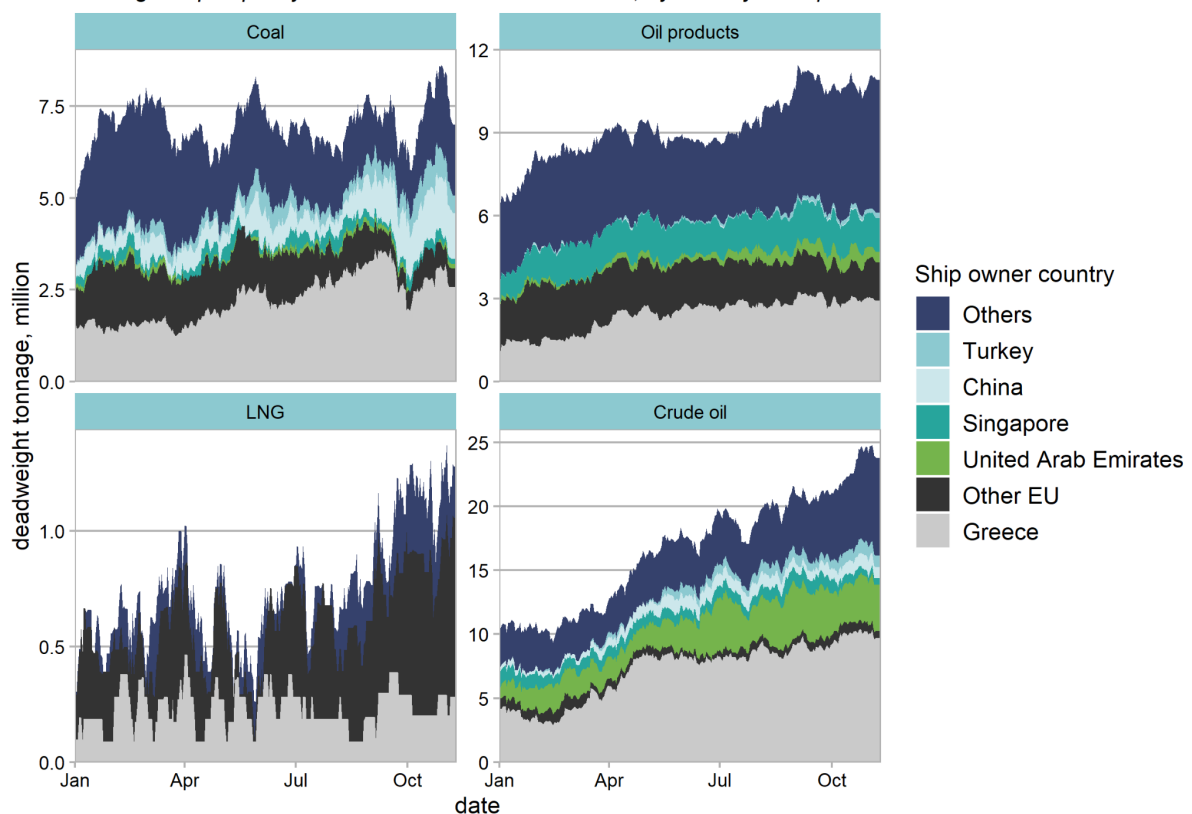 Coal
Oil products
7.5
5.0
2.5
0.0
12
9
6
3
0
LNG
Crude oil
1.0
0.5
0.0
25
20
15
10
5
0
Jan Apr Jul Oct
Jan Apr Jul Oct
date
deadweight tonnage, million
Ship owner country
Others
Turkey
China
Singapore
United Arab Emirates
Other EU
Greece